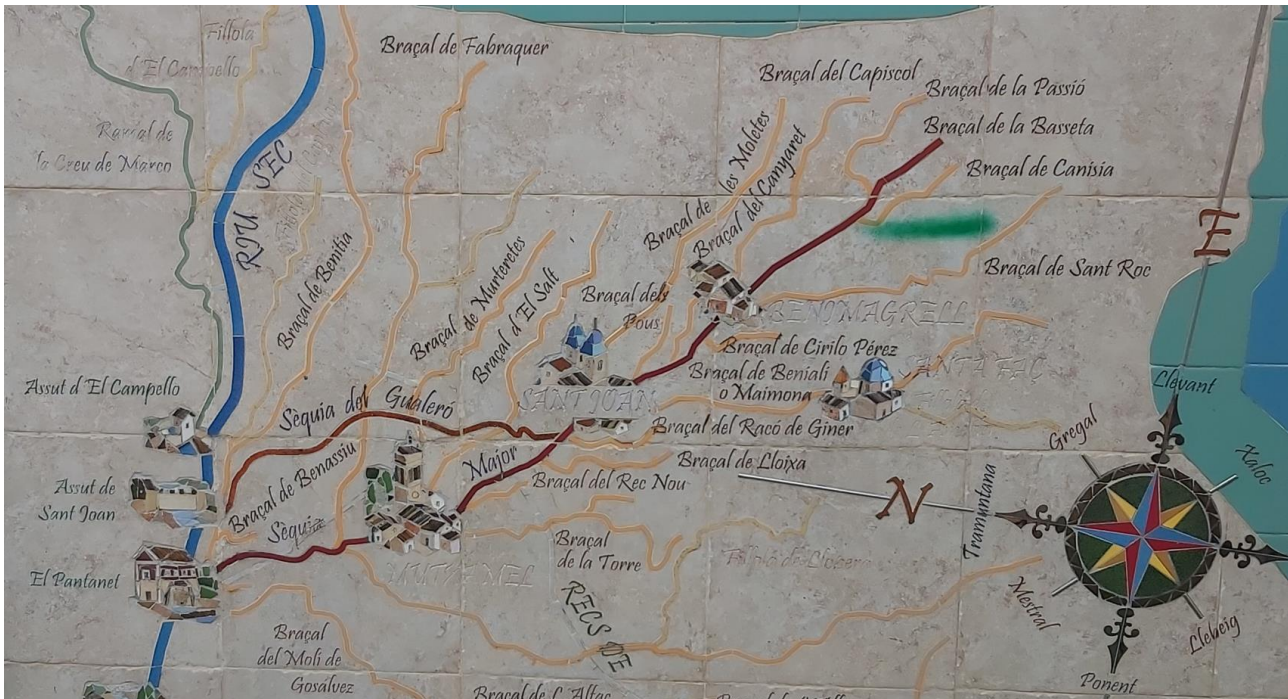 Fillola
d'El Campello
Braçal de Fabraquer
Braçal del Capiscol
Braçal de la Passió
Braçal de la Basseta
Braçal de Canisia
Ramal de
la Creu de Marco
RIU SEC
Braçal de Benitia
Braçal de Murteretes
Braçal d'El Salt
Braçal dels
Pous
Braçal de les Moletes
Braçal del Canyaret
E
Braçal de Sant Roc
BENIMAGRELL
Braçal de Cirilo Pérez
Braçal de Beniali
o Maimona
SANTA FAÇ
Llevant
Assut d'El Campello
Sèquia del Gualeró
SANT JOAN
Braçal del Racó de Giner
Gregal
Xaloc
Braçal de Lloixa
Major
Braçal del Rec Nou
N
Tramuntana
Assut de
Sant Joan
Braçal de Benassiu
Sèquia
El Pantanet
MUTXAMEL
Braçal
de la Torre
Mestral
Llebeig
Ponent
RECS DE
Braçal
del Molí de
Gosálvez
Braçal de L'Alfac